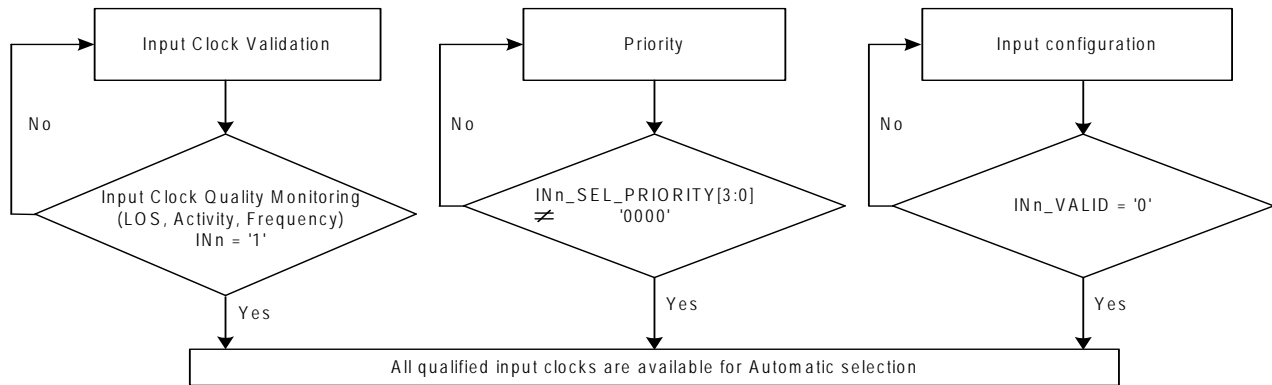 Input Clock Validation
No
Input Clock Quality Monitoring
(LOS, Activity, Frequency)
INn = '1'
Yes
Priority
No
INn_SEL_PRIORITY[3:0]
≠ '0000'
Yes
Input configuration
No
INn_VALID = '0'
Yes
All qualified input clocks are available for Automatic selection